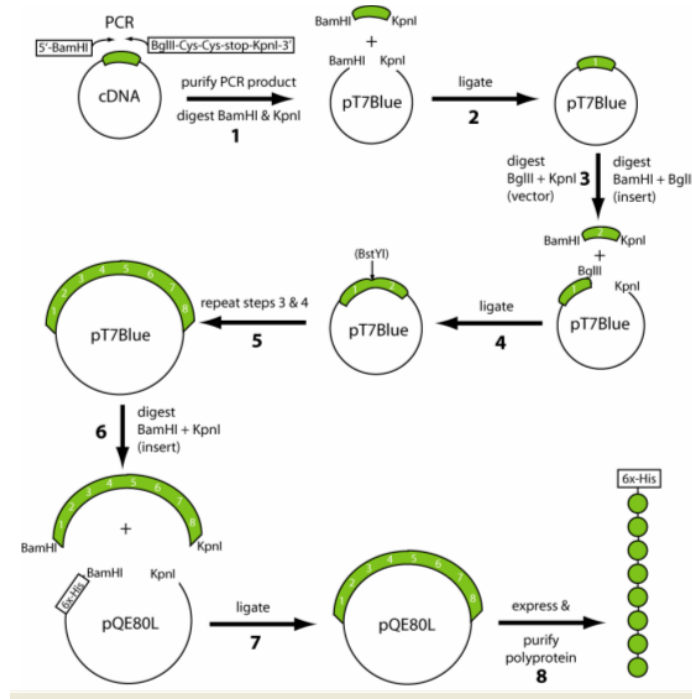 PCR
5'-BamHI
BglII-Cys-Cys-stop-KpnI-3'
cDNA
purify PCR product
digest BamHI & KpnI
1
BamHI
KpnI
+
BamHI KpnI
pT7Blue
ligate
2
1
pT7Blue
digest
BglII + KpnI
(vector)
3
digest
BamHI + BglI
(insert)
BamHI
2
KpnI
+
BglII
KpnI
1
pT7Blue
ligate
4
(BstYI)
1 2
pT7Blue
repeat steps 3 & 4
5
1 2 3 4 5 6 7 8
pT7Blue
6
digest
BamHI + KpnI
(insert)
1 2 3 4 5 6 7 8
BamHI
KpnI
+
BamHI KpnI
6x-His
pQE80L
ligate
7
1 2 3 4 5 6 7 8
pQE80L
express &
purify
polyprotein
8
6x-His